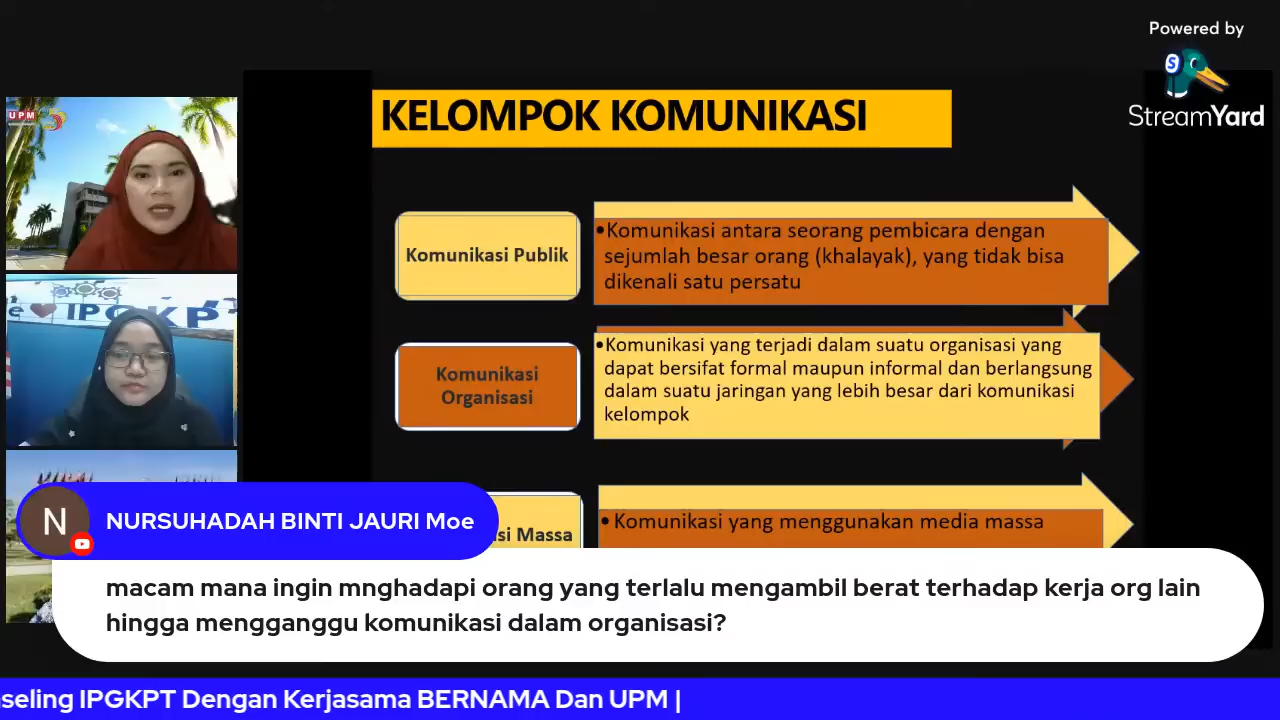 Powered by
StreamYard
KELOMPOK KOMUNIKASI
UPM
Komunikasi Publik
•Komunikasi antara seorang pembicara dengan
sejumlah besar orang (khalayak), yang tidak bisa
dikenali satu persatu
IPGKP
Komunikasi
Organisasi
•Komunikasi yang terjadi dalam suatu organisasi yang
dapat bersifat formal maupun informal dan berlangsung
dalam suatu jaringan yang lebih besar dari komunikasi
kelompok
si Massa
• Komunikasi yang menggunakan media massa
N
NURSUHADAH BINTI JAURI Moe
macam mana ingin mnghadapi orang yang terlalu mengambil berat terhadap kerja org lain
hingga mengganggu komunikasi dalam organisasi?
seling IPGKPT Dengan Kerjasama BERNAMA Dan UPM |